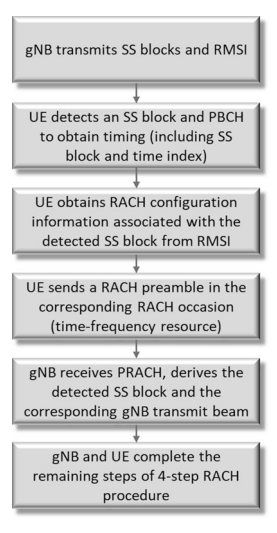 gNB transmits SS blocks and RMSI
UE detects an SS block and PBCH
to obtain timing (including SS
block and time index)
UE obtains RACH configuration
information associated with the
detected SS block from RMSI
UE sends a RACH preamble in the
corresponding RACH occasion
(time-frequency resource)
gNB receives PRACH, derives the
detected SS block and the
corresponding gNB transmit beam
gNB and UE complete the
remaining steps of 4-step RACH
procedure